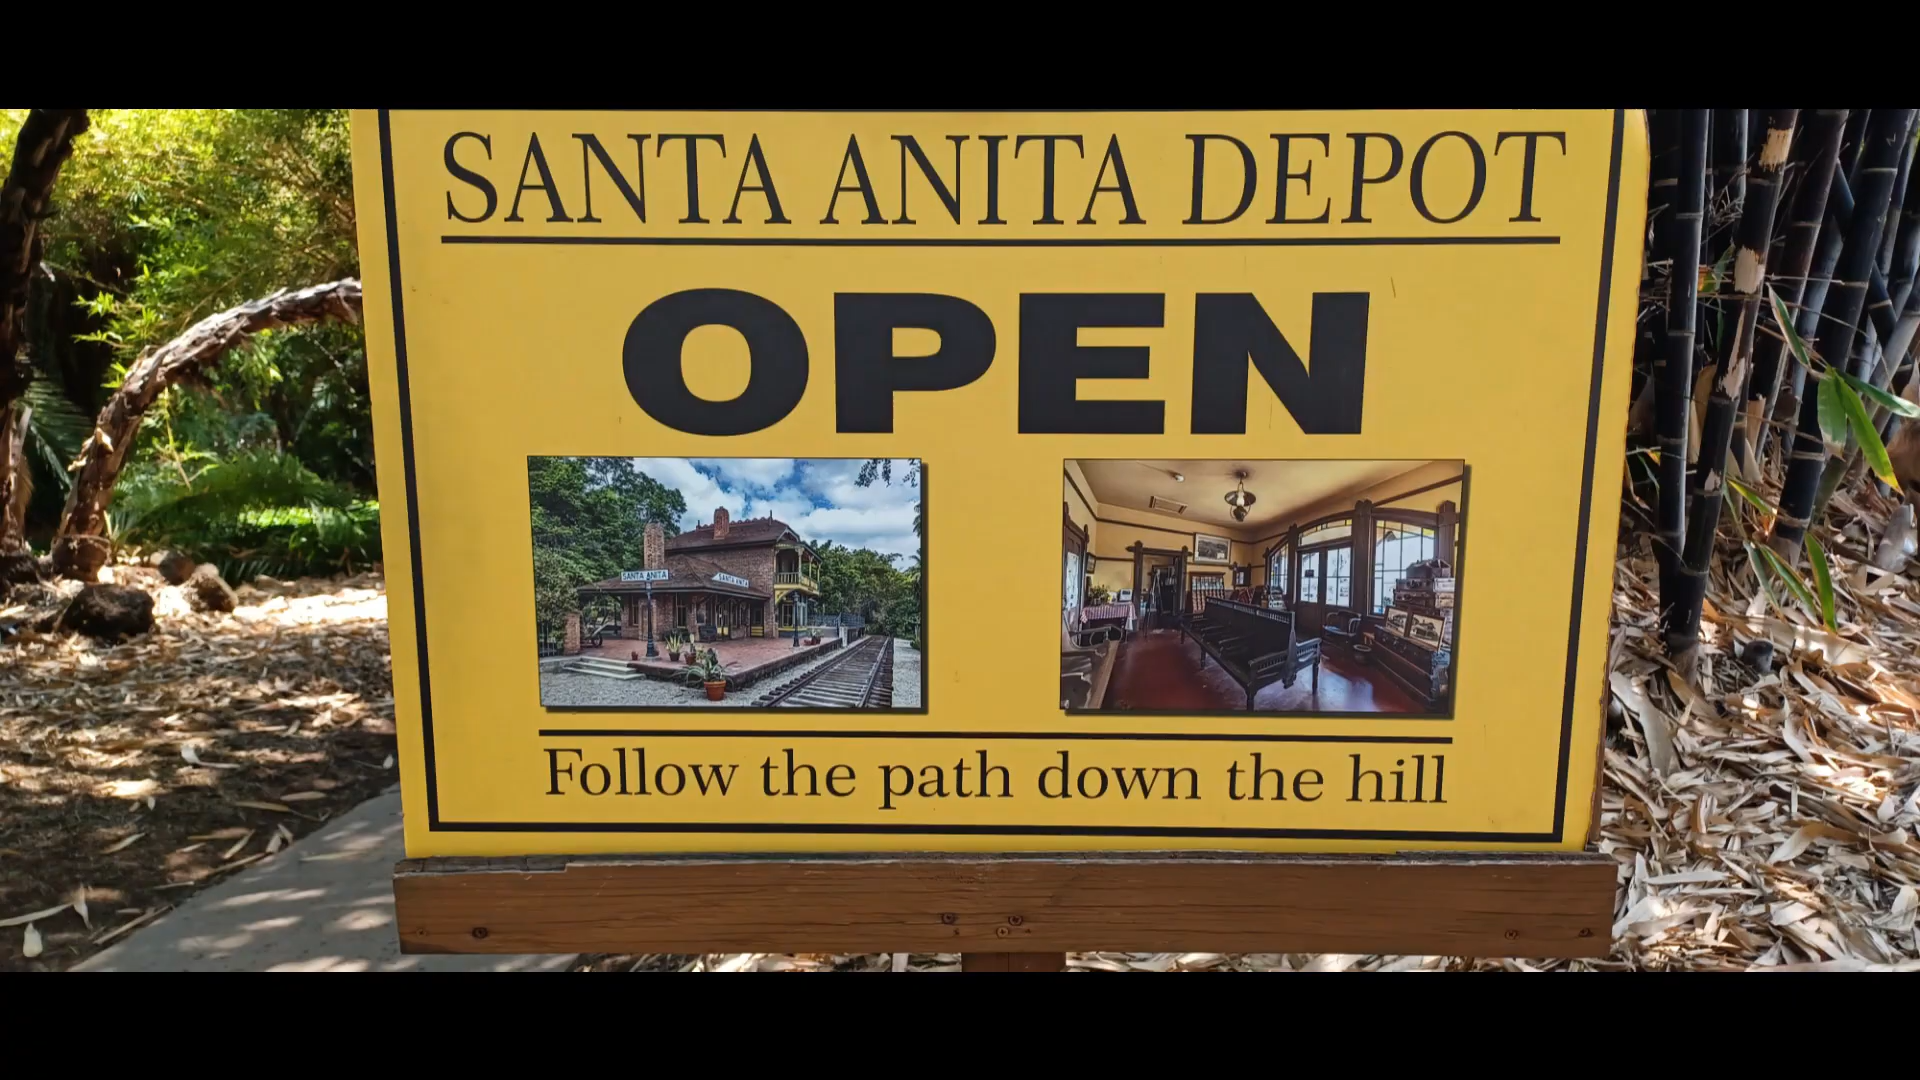 SANTA ANITA DEPOT
OPEN
SANTA ANITA
SANTA ANITA
Follow the path down the hill